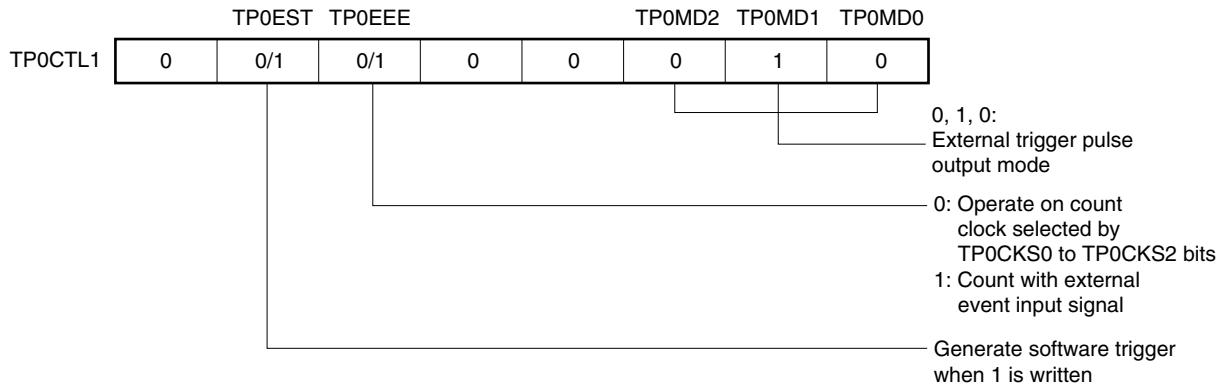 TP0EST TP0EEE TP0MD2 TP0MD1 TP0MD0
TP0CTL1 0 0/1 0/1 0 0 0 1 0
0, 1, 0:
External trigger pulse
output mode
0: Operate on count
clock selected by
TP0CKS0 to TP0CKS2 bits
1: Count with external
event input signal
Generate software trigger
when 1 is written